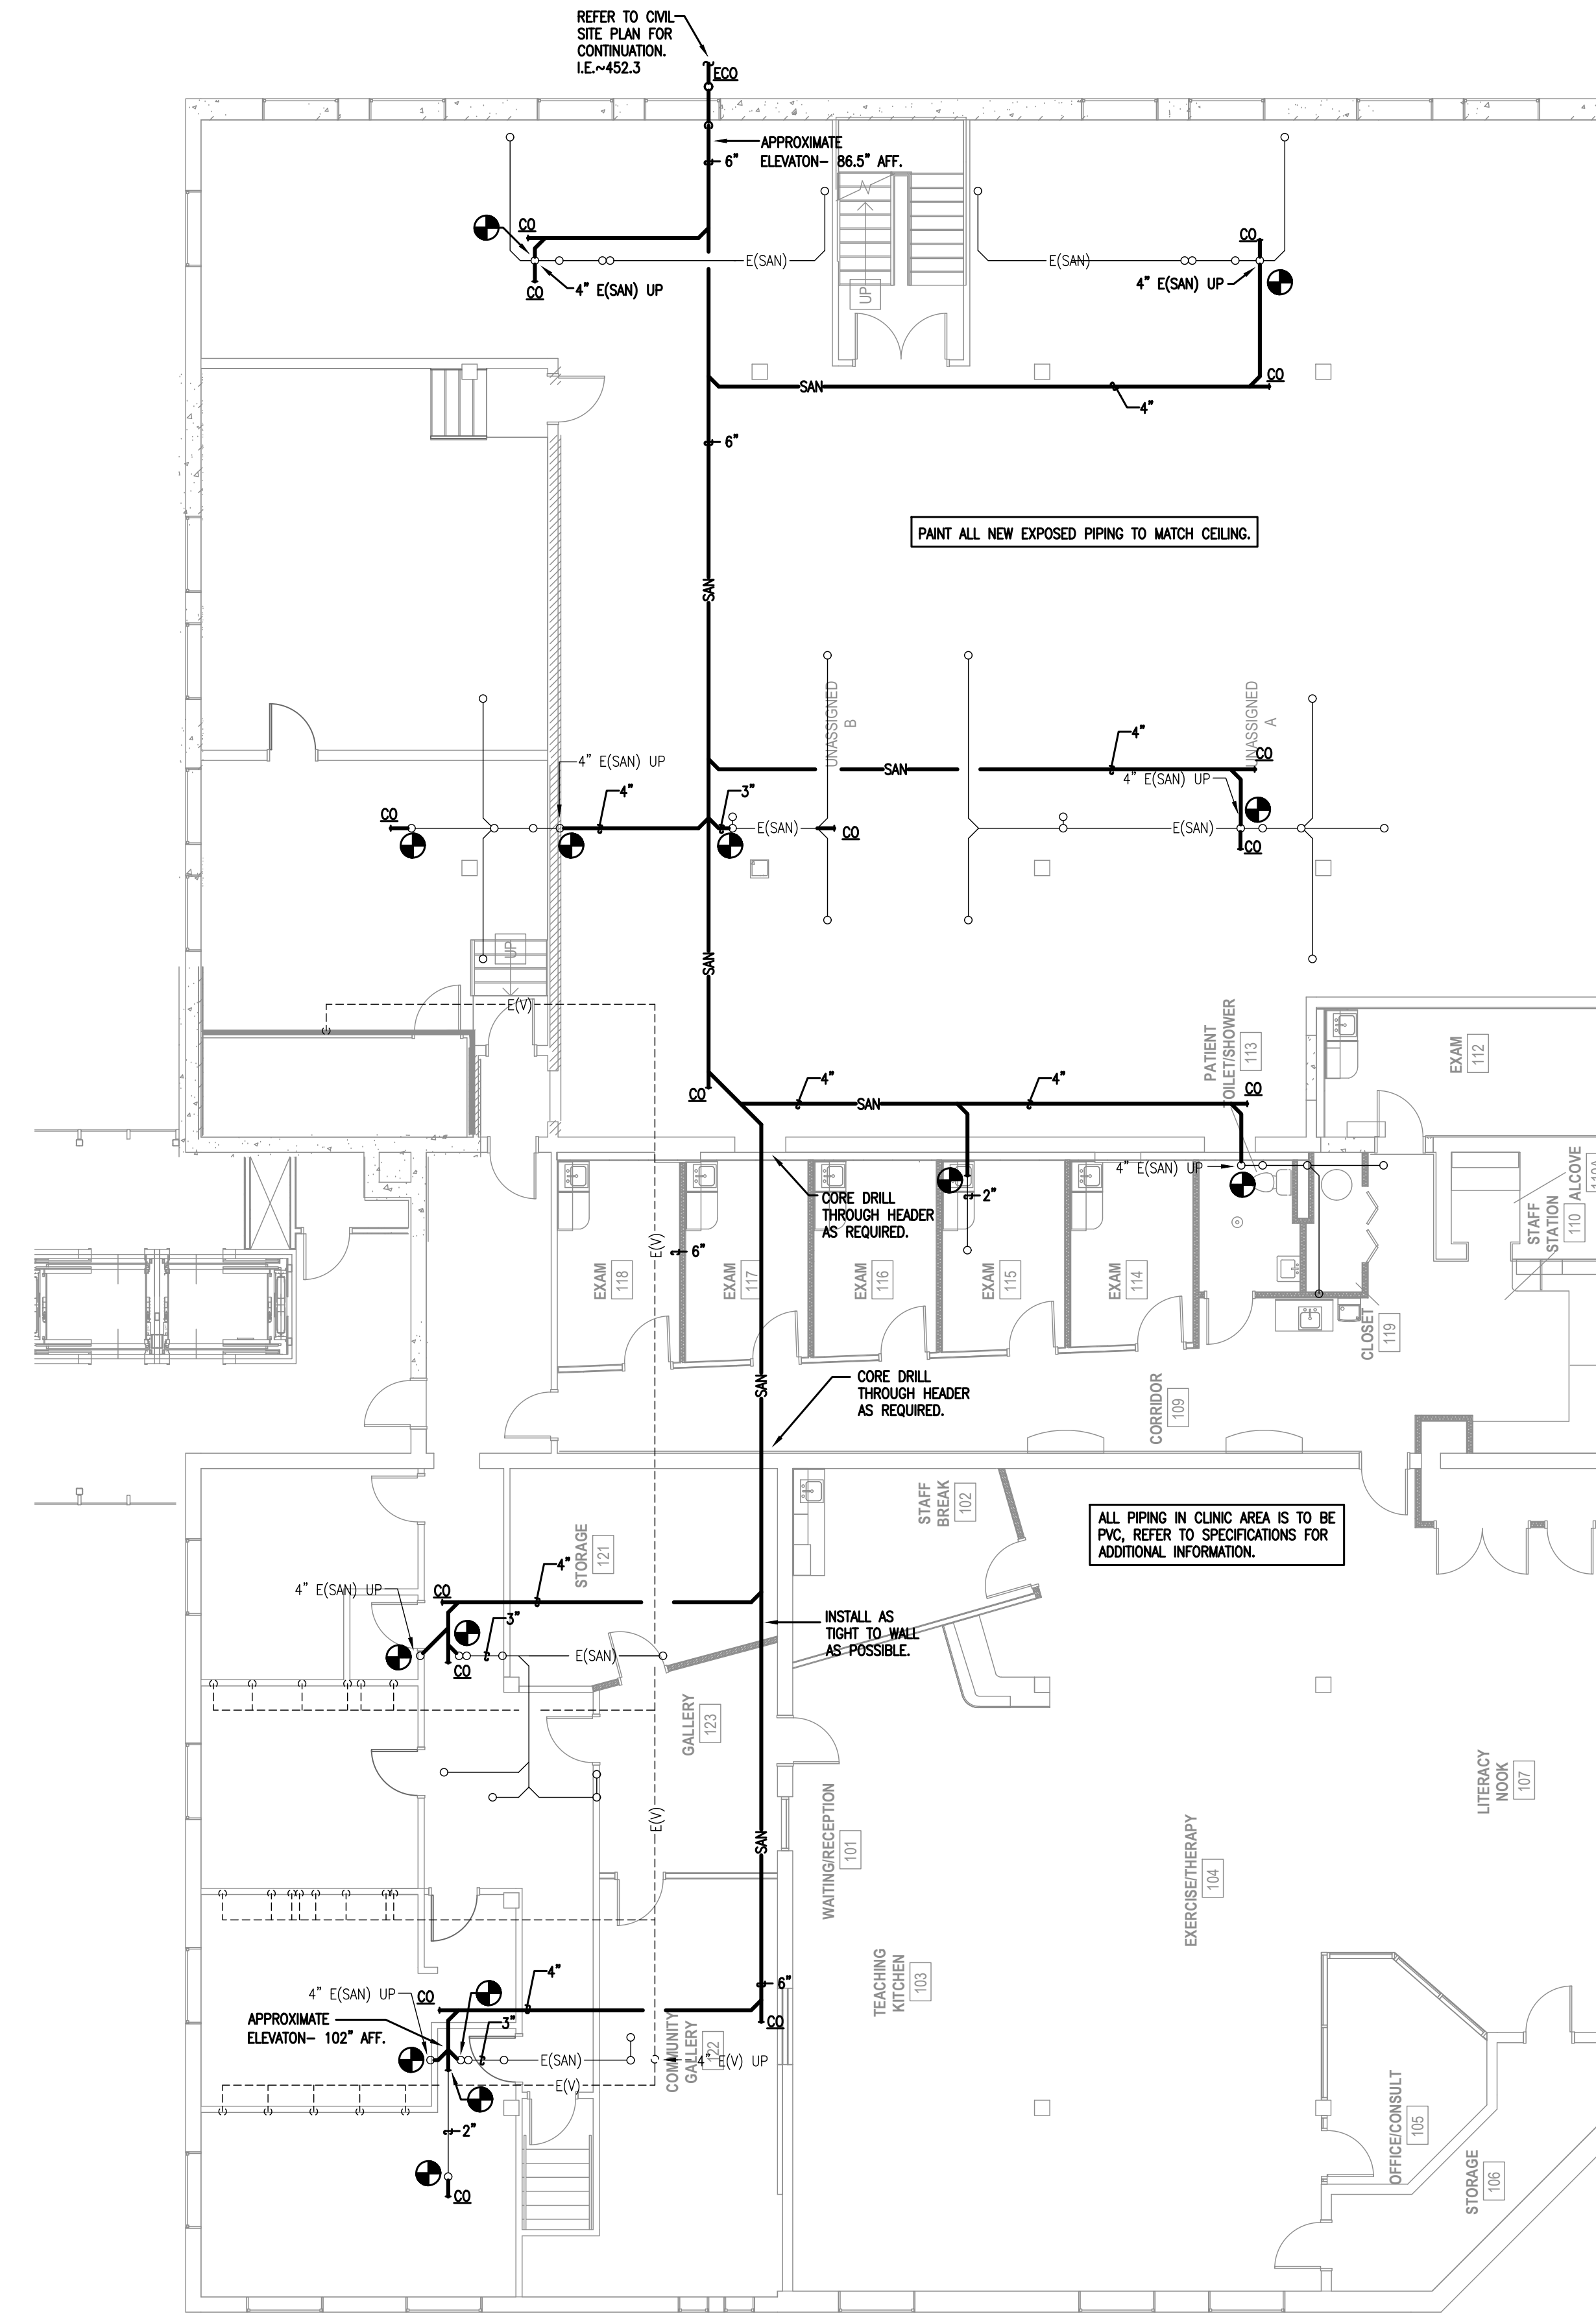 REFER TO CIVIL
SITE PLAN FOR
CONTINUATION.
I.E.~452.3
ECO
APPROXIMATE
ELEVATON- 86.5" AFF.
6"
CO
CO
4" E(SAN) UP
E(SAN)
E(SAN)
CO
4" E(SAN) UP
UP
SAN
4"
CO
6"
PAINT ALL NEW EXPOSED PIPING TO MATCH CEILING.
SAN
UNASSIGNED
B
UNASSIGNED
A
4" E(SAN) UP
SAN
4"
CO
4" E(SAN) UP
CO
4"
3"
E(SAN)
CO
E(SAN)
CO
UP
SAN
E(V)
PATIENT
TOILET/SHOWER
113
EXAM
112
CO
4"
SAN
4"
CO
4" E(SAN) UP
2"
CORE DRILL
THROUGH HEADER
AS REQUIRED.
ALCOVE
STAFF
STATION
110
E(V)
6"
EXAM
118
EXAM
117
EXAM
116
EXAM
115
EXAM
114
CLOSET
119
SAN
CORE DRILL
THROUGH HEADER
AS REQUIRED.
CORRIDOR
109
STAFF
BREAK
102
ALL PIPING IN CLINIC AREA IS TO BE
PVC, REFER TO SPECIFICATIONS FOR
ADDITIONAL INFORMATION.
STORAGE
121
4" E(SAN) UP
CO
4"
3"
CO
E(SAN)
INSTALL AS
TIGHT TO WALL
AS POSSIBLE.
GALLERY
123
E(V)
SAN
WAITING/RECEPTION
101
EXERCISE/THERAPY
104
LITERACY
NOOK
107
TEACHING
KITCHEN
103
4" E(SAN) UP
CO
4"
6"
CO
APPROXIMATE
ELEVATON- 102" AFF.
3"
E(SAN)
COMMUNITY
GALLERY
122
4" E(V) UP
E(V)
2"
CO
OFFICE/CONSULT
105
STORAGE
106